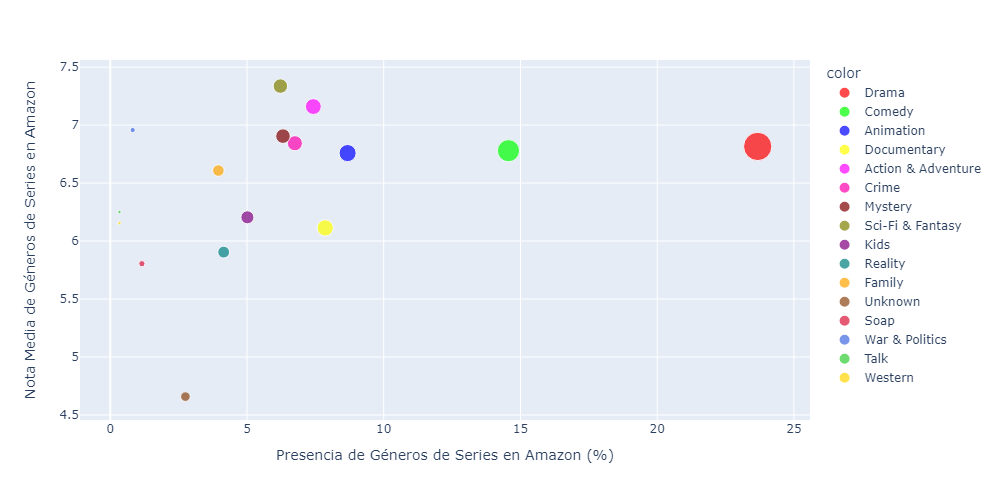 7.5
7
6.5
6
5.5
5
4.5
Nota Media de Géneros de Series en Amazon
0
5
10
15
20
25
Presencia de Géneros de Series en Amazon (%)
color
Drama
Comedy
Animation
Documentary
Action & Adventure
Crime
Mystery
Sci-Fi & Fantasy
Kids
Reality
Family
Unknown
Soap
War & Politics
Talk
Western